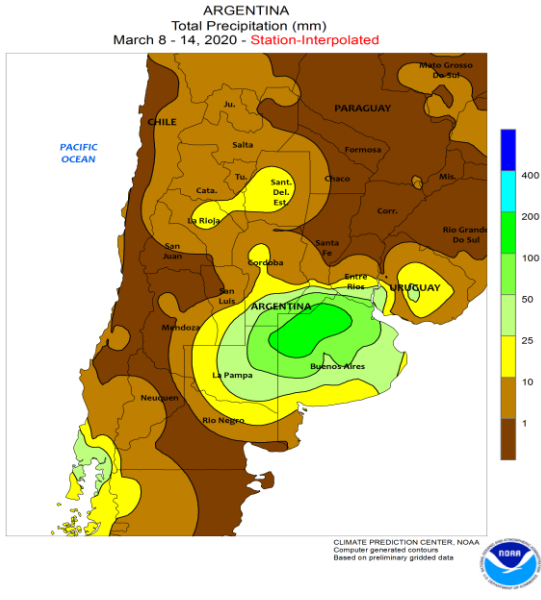 ARGENTINA
Total Precipitation (mm)
March 8 - 14, 2020 - Station-Interpolated
Mato Grosso
Do Sul
Ju.
PARAGUAY
CHILE
PACIFIC
OCEAN
Salta
Formosa
Tu.
Sant.
Del.
Est.
Chaco
Mis.
Cata.
La Rioja
Corr.
Rio Grande
Do Sul
San
Juan
Santa
Fe
Cordoba
Entre
Rios
URUGUAY
San
Luis
ARGENTINA
Mendoza
La Pampa
Buenos Aires
Neuquen
Rio Negro
400
200
100
50
25
10
1
CLIMATE PREDICTION CENTER, NOAA
Computer generated contours
Based on preliminary gridded data
NOAA